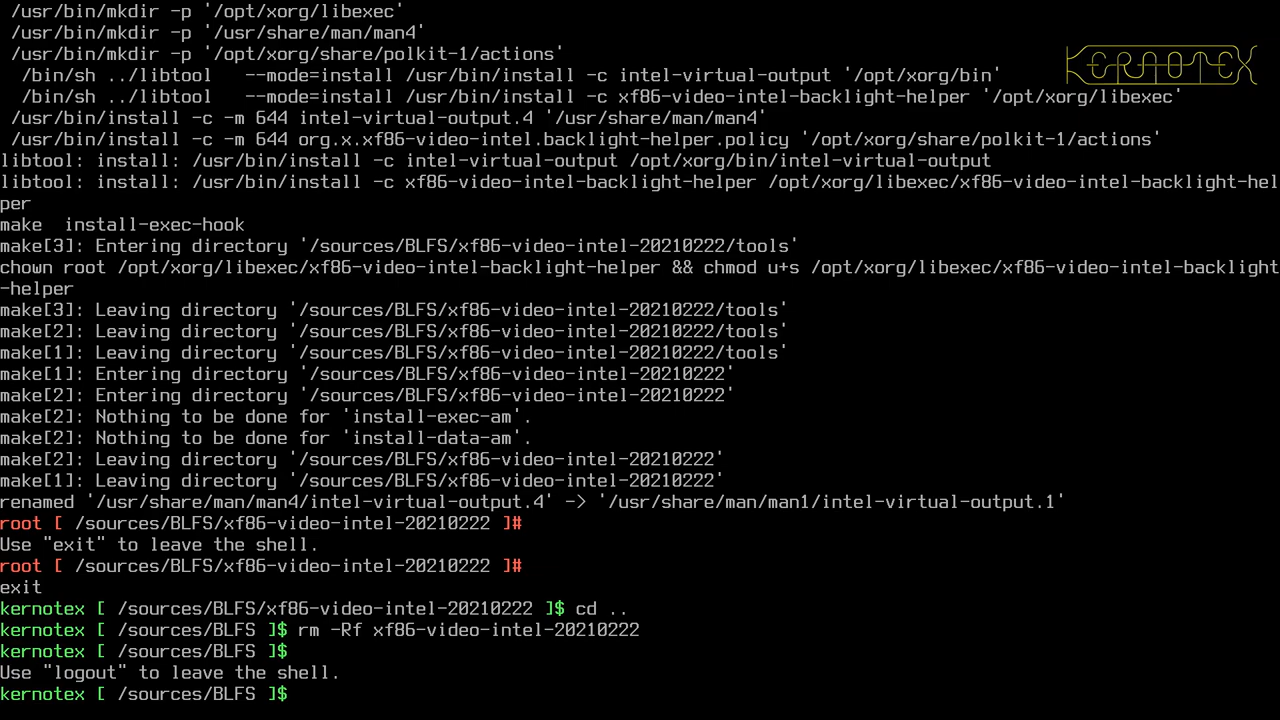 /usr/bin/mkdir -p '/opt/xorg/libexec'
/usr/bin/mkdir -p '/usr/share/man/man4'
/usr/bin/mkdir -p '/opt/xorg/share/polkit-1/actions'
KERNOTEX
/bin/sh ../libtool   --mode=install /usr/bin/install -c intel-virtual-output '/opt/xorg/bin'
/bin/sh ../libtool   --mode=install /usr/bin/install -c xf86-video-intel-backlight-helper '/opt/xorg/libexec'
/usr/bin/install -c -m 644 intel-virtual-output.4 '/usr/share/man/man4'
/usr/bin/install -c -m 644 org.x.xf86-video-intel.backlight-helper.policy '/opt/xorg/share/polkit-1/actions'
libtool: install: /usr/bin/install -c intel-virtual-output /opt/xorg/bin/intel-virtual-output
libtool: install: /usr/bin/install -c xf86-video-intel-backlight-helper /opt/xorg/libexec/xf86-video-intel-backlight-hel
per
make  install-exec-hook
make[3]: Entering directory '/sources/BLFS/xf86-video-intel-20210222/tools'
chown root /opt/xorg/libexec/xf86-video-intel-backlight-helper && chmod u+s /opt/xorg/libexec/xf86-video-intel-backlight
-helper
make[3]: Leaving directory '/sources/BLFS/xf86-video-intel-20210222/tools'
make[2]: Leaving directory '/sources/BLFS/xf86-video-intel-20210222/tools'
make[1]: Leaving directory '/sources/BLFS/xf86-video-intel-20210222/tools'
make[1]: Entering directory '/sources/BLFS/xf86-video-intel-20210222'
make[2]: Entering directory '/sources/BLFS/xf86-video-intel-20210222'
make[2]: Nothing to be done for 'install-exec-am'.
make[2]: Nothing to be done for 'install-data-am'.
make[2]: Leaving directory '/sources/BLFS/xf86-video-intel-20210222'
make[1]: Leaving directory '/sources/BLFS/xf86-video-intel-20210222'
renamed '/usr/share/man/man4/intel-virtual-output.4' -> '/usr/share/man/man1/intel-virtual-output.1'
root [ /sources/BLFS/xf86-video-intel-20210222 ]#
Use "exit" to leave the shell.
root [ /sources/BLFS/xf86-video-intel-20210222 ]#
exit
kernotex [ /sources/BLFS/xf86-video-intel-20210222 ]$ cd ..
kernotex [ /sources/BLFS ]$ rm -Rf xf86-video-intel-20210222
kernotex [ /sources/BLFS ]$
Use "logout" to leave the shell.
kernotex [ /sources/BLFS ]$